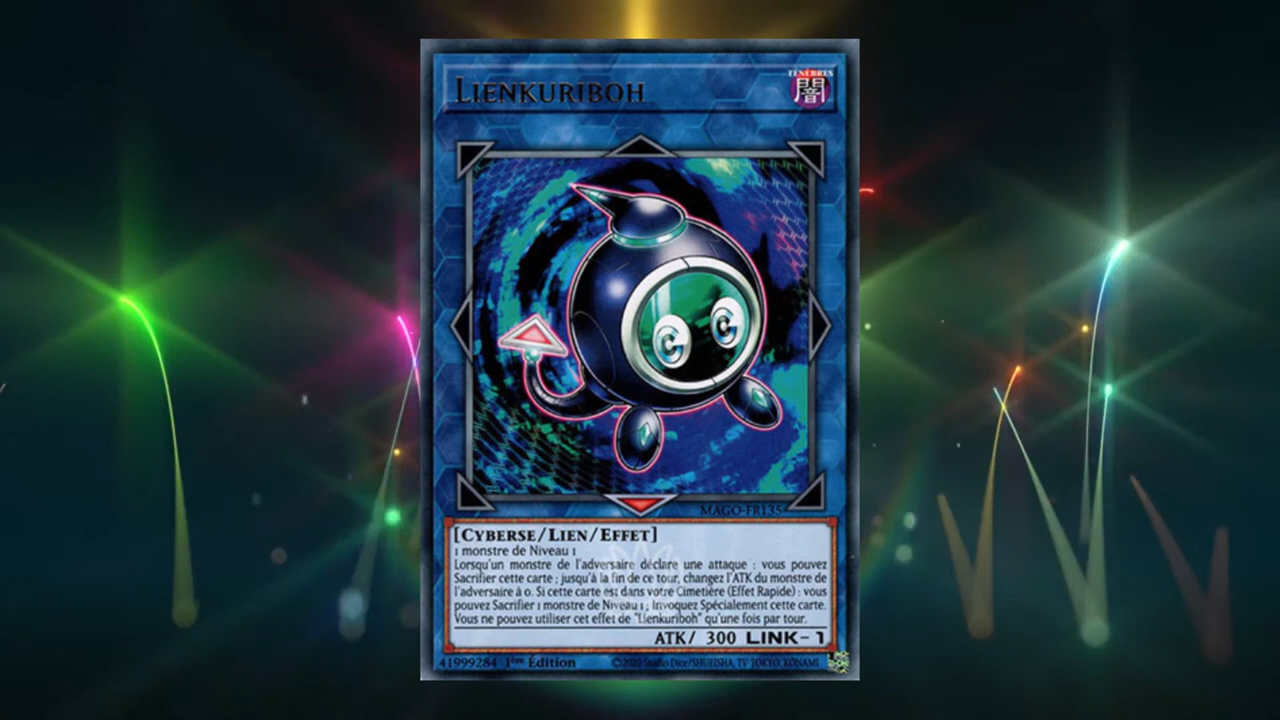 LIENKURIBOH
TÉNÈBRES
闇
MAGO-FR135
[CYBERSE/LIEN/EFFET]
1 monstre de Niveau 1
Lorsqu'un monstre de l'adversaire déclare une attaque : vous pouvez
Sacrifier cette carte ; jusqu'à la fin de ce tour, changez l'ATK du monstre de
l'adversaire à 0. Si cette carte est dans votre Cimetière (Effet Rapide) : vous
pouvez Sacrifier 1 monstre de Niveau 1 ; Invoquez Spécialement cette carte.
Vous ne pouvez utiliser cet effet de "Lienkuriboh" qu'une fois par tour.
ATK/ 300 LINK-1
41999284 1ère Édition ©2020 Studio Dice/SHUEISHA, TV TOKYO, KONAMI